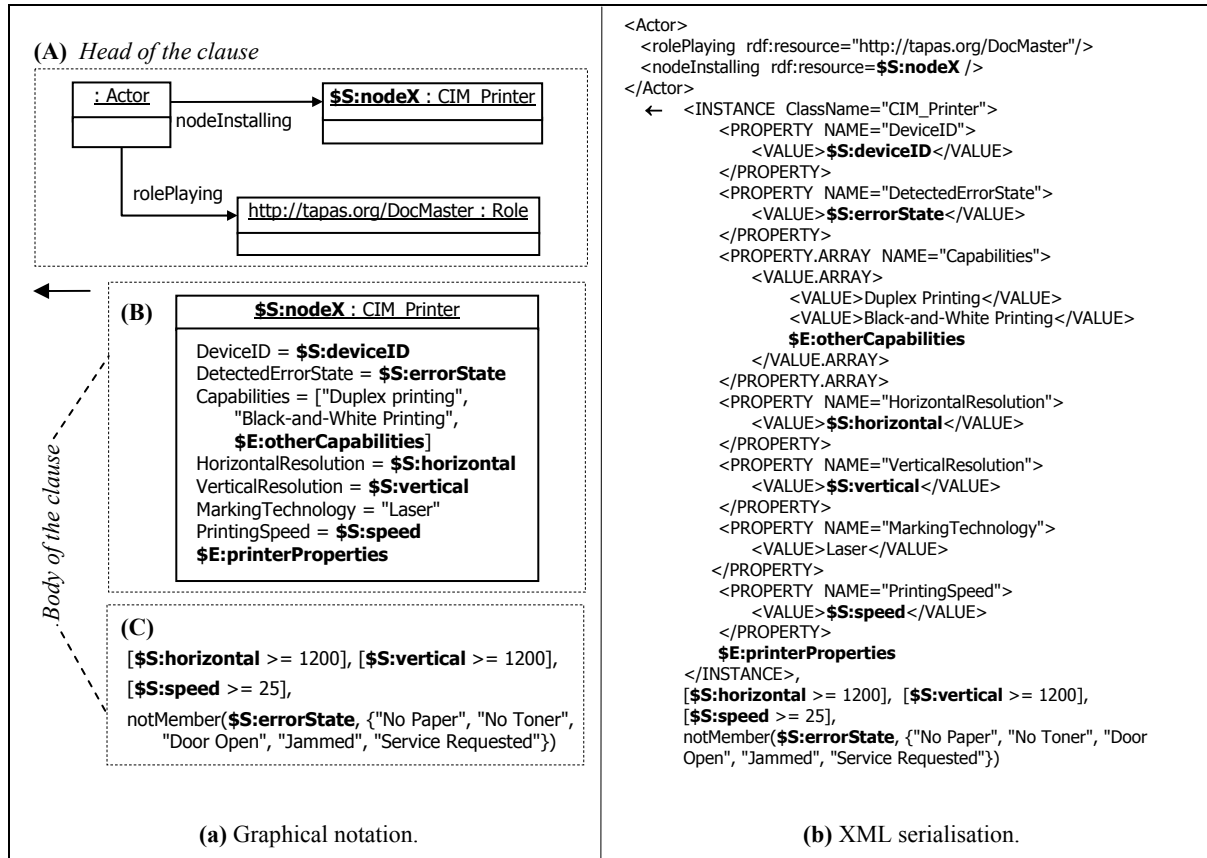 (A) Head of the clause
: Actor
$S:nodeX : CIM_Printer
nodeInstalling
rolePlaying
http://tapas.org/DocMaster : Role
Body of the clause
(B)
$S:nodeX : CIM_Printer
DeviceID = $S:deviceID
DetectedErrorState = $S:errorState
Capabilities = ["Duplex printing",
"Black-and-White Printing",
$E:otherCapabilities]
HorizontalResolution = $S:horizontal
VerticalResolution = $S:vertical
MarkingTechnology = "Laser"
PrintingSpeed = $S:speed
$E:printerProperties
(C)
[$S:horizontal >= 1200], [$S:vertical >= 1200],
[$S:speed >= 25],
notMember($S:errorState, {"No Paper", "No Toner",
"Door Open", "Jammed", "Service Requested"})
(a) Graphical notation.
<Actor>
<rolePlaying rdf:resource="http://tapas.org/DocMaster"/>
<nodeInstalling rdf:resource=$S:nodeX />
</Actor>
← <INSTANCE ClassName="CIM_Printer">
<PROPERTY NAME="DeviceID">
<VALUE>$S:deviceID</VALUE>
</PROPERTY>
<PROPERTY NAME="DetectedErrorState">
<VALUE>$S:errorState</VALUE>
</PROPERTY>
<PROPERTY.ARRAY NAME="Capabilities">
<VALUE.ARRAY>
<VALUE>Duplex Printing</VALUE>
<VALUE>Black-and-White Printing</VALUE>
$E:otherCapabilities
</VALUE.ARRAY>
</PROPERTY.ARRAY>
<PROPERTY NAME="HorizontalResolution">
<VALUE>$S:horizontal</VALUE>
</PROPERTY>
<PROPERTY NAME="VerticalResolution">
<VALUE>$S:vertical</VALUE>
</PROPERTY>
<PROPERTY NAME="MarkingTechnology">
<VALUE>Laser</VALUE>
</PROPERTY>
<PROPERTY NAME="PrintingSpeed">
<VALUE>$S:speed</VALUE>
</PROPERTY>
$E:printerProperties
</INSTANCE>,
[$S:horizontal >= 1200], [$S:vertical >= 1200],
[$S:speed >= 25],
notMember($S:errorState, {"No Paper", "No Toner", "Door
Open", "Jammed", "Service Requested"})
(b) XML serialisation.